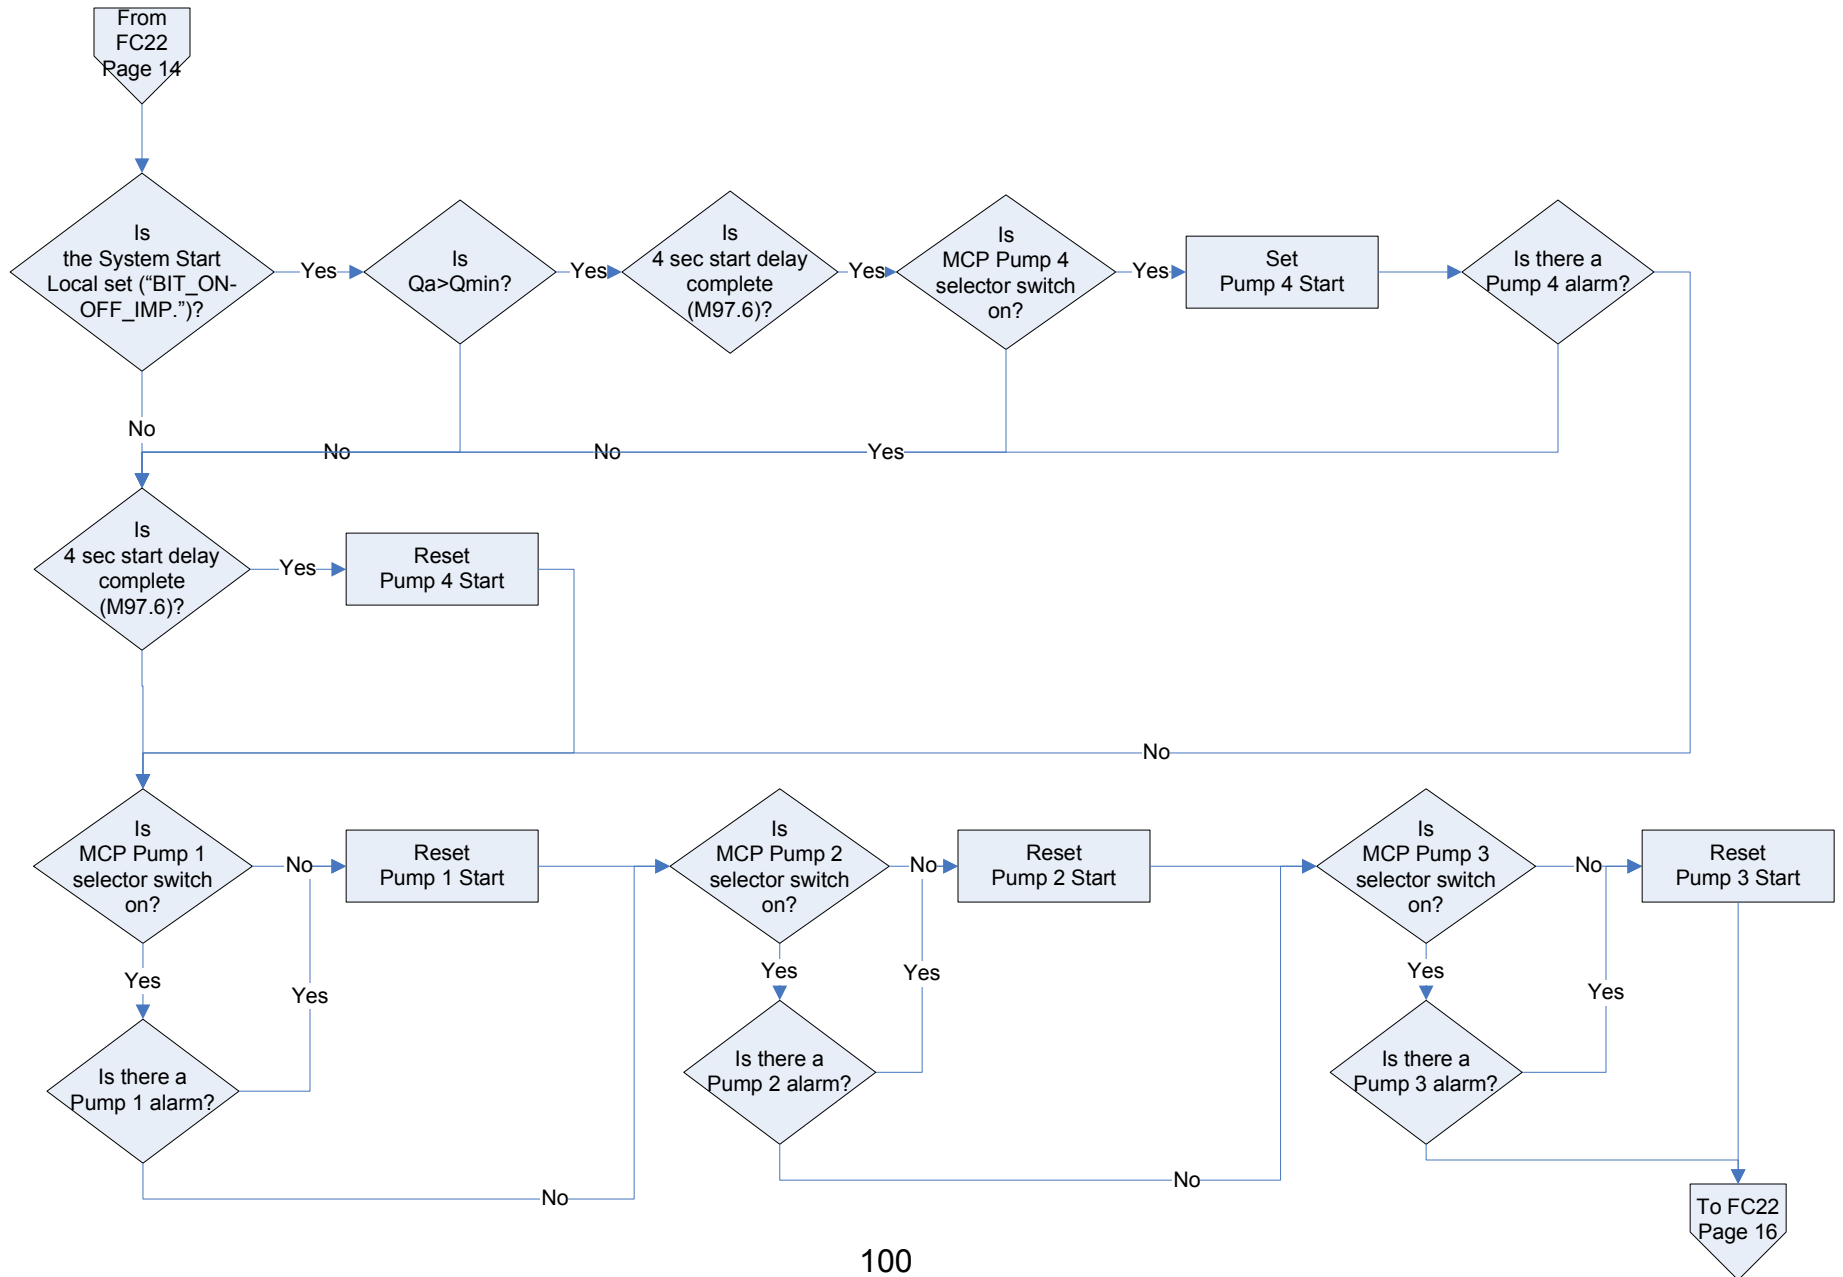 From
FC22
Page 14
Is
the System Start
Local set (“BIT_ON-
OFF_IMP.”)?
Yes
Is
Qa>Qmin?
Yes
Is
4 sec start delay
complete
(M97.6)?
Yes
Is
MCP Pump 4
selector switch
on?
Yes
Set
Pump 4 Start
Is there a
Pump 4 alarm?
No
No
No
Yes
Is
4 sec start delay
complete
(M97.6)?
Yes
Reset
Pump 4 Start
No
Is
MCP Pump 1
selector switch
on?
No
Reset
Pump 1 Start
Is
MCP Pump 2
selector switch
on?
No
Reset
Pump 2 Start
Is
MCP Pump 3
selector switch
on?
No
Reset
Pump 3 Start
Yes
Yes
Yes
Yes
Yes
Yes
Is there a
Pump 1 alarm?
Is there a
Pump 2 alarm?
Is there a
Pump 3 alarm?
No
No
To FC22
Page 16
100